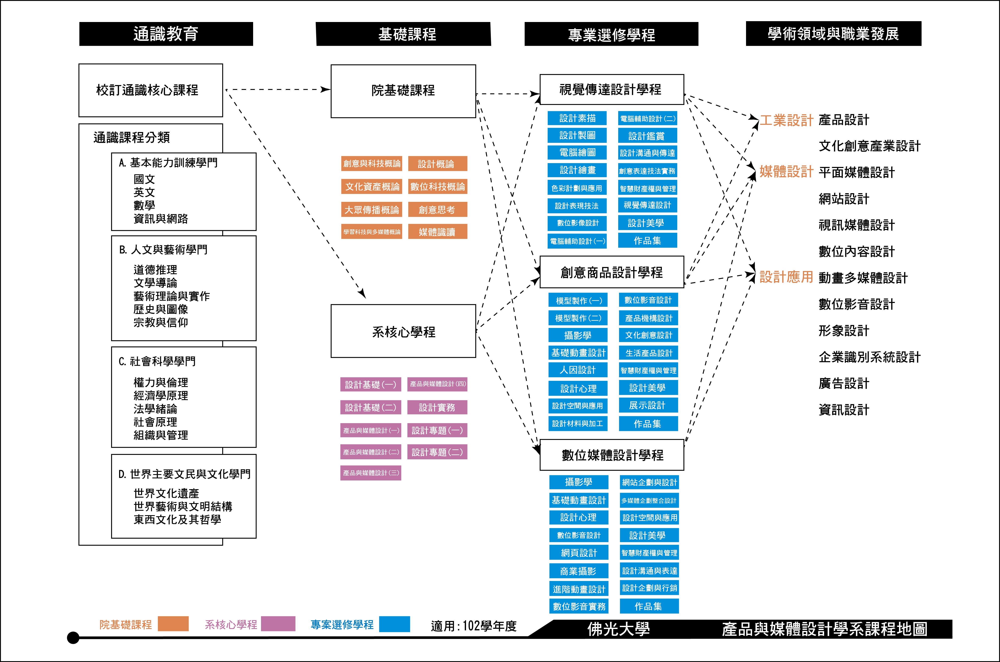 通識教育
基礎課程
專業選修學程
學術領域與職業發展
校訂通識核心課程
通識課程分類
A. 基本能力訓練學門
國文
英文
數學
資訊與網路
B. 人文與藝術學門
道德推理
文學導論
藝術理論與實作
歷史與圖像
宗教與信仰
C. 社會科學學門
權力與倫理
經濟學原理
法學緒論
社會原理
組織與管理
D. 世界主要文民與文化學門
世界文化遺產
世界藝術與文明結構
東西文化及其哲學
院基礎課程
創意與科技概論
設計概論
文化資產概論
數位科技概論
大眾傳播概論
創意思考
學習科技與多媒體概論
媒體識讀
系核心學程
設計基礎(一)
產品與媒體設計(四)
設計基礎(二)
設計實務
產品與媒體設計(一)
設計專題(一)
產品與媒體設計(二)
設計專題(二)
產品與媒體設計(三)
視覺傳達設計學程
設計素描
電腦輔助設計(二)
設計製圖
設計鑑賞
電腦繪圖
設計溝通與傳達
設計繪畫
創意表達技法實務
色彩計劃與應用
智慧財產權與管理
設計表現技法
視覺傳達設計
數位影像設計
設計美學
電腦輔助設計(一)
作品集
創意商品設計學程
模型製作(一)
數位影音設計
模型製作(二)
產品機構設計
攝影學
文化創意設計
基礎動畫設計
生活產品設計
人因設計
智慧財產權與管理
設計心理
設計美學
設計空間與應用
展示設計
設計材料與加工
作品集
數位媒體設計學程
攝影學
網站企劃與設計
基礎動畫設計
多媒體企劃整合設計
設計心理
設計空間與應用
數位影音設計
設計美學
網頁設計
智慧財產權與管理
商業攝影
設計溝通與表達
進階動畫設計
設計企劃與行銷
數位影音實務
作品集
工業設計
媒體設計
設計應用
產品設計
文化創意產業設計
平面媒體設計
網站設計
視訊媒體設計
數位內容設計
動畫多媒體設計
數位影音設計
形象設計
企業識別系統設計
廣告設計
資訊設計
院基礎課程
系核心學程
專案選修學程
適用:102學年度
佛光大學
產品與媒體設計學系課程地圖